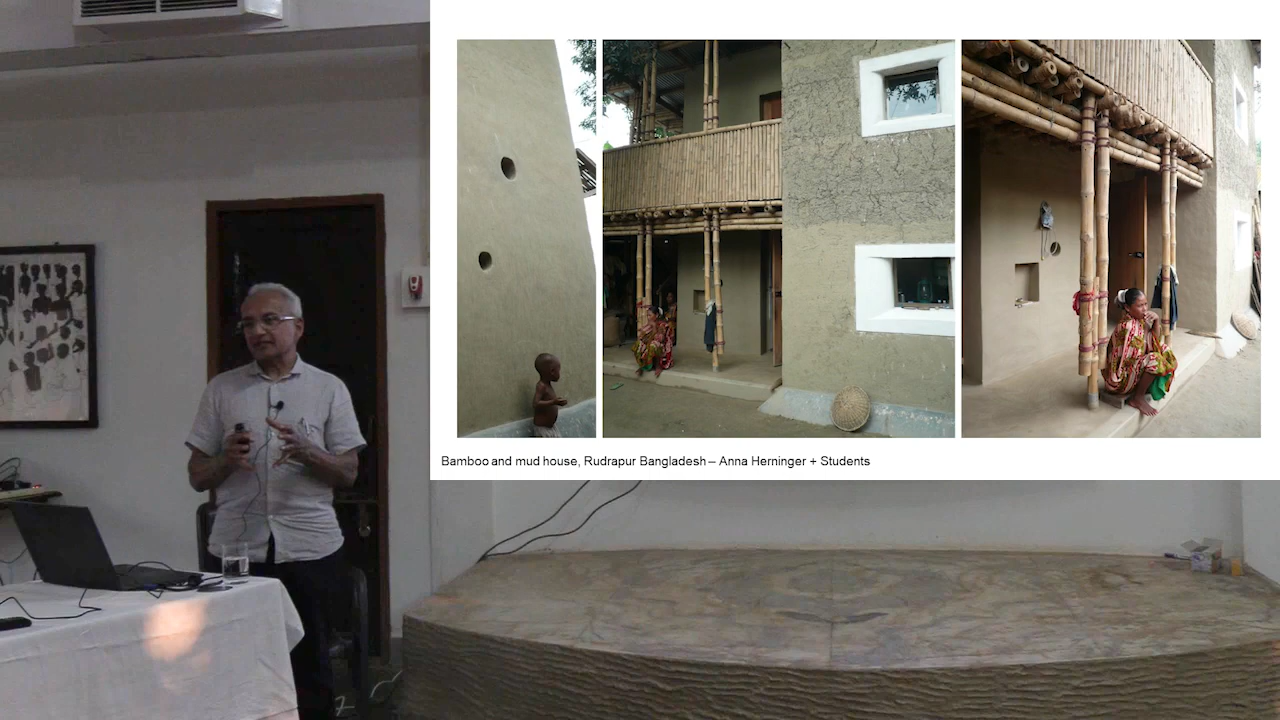 Bamboo and mud house, Rudrapur Bangladesh – Anna Herninger + Students